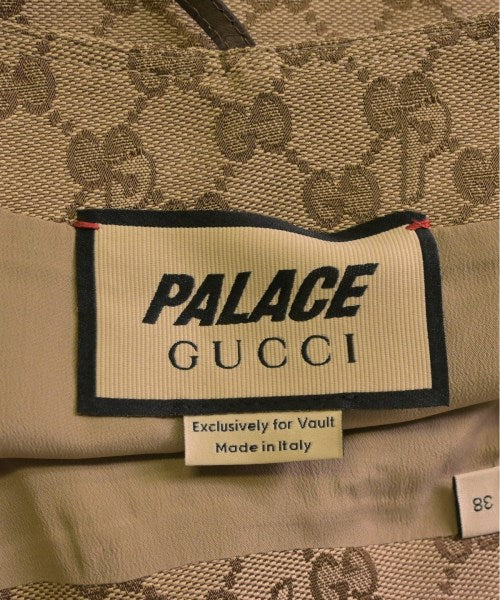 PALACE
GUCCI
Exclusively for Vault
Made in Italy
38